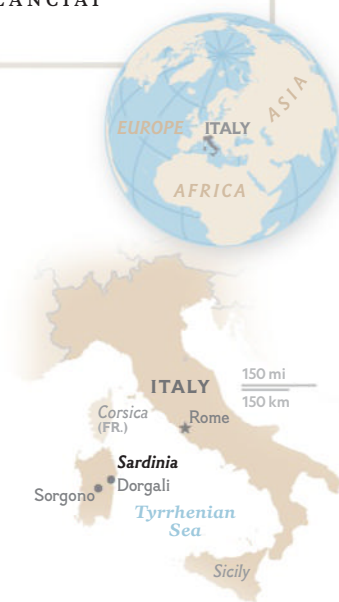 EUROPE
ASIA
ITALY
AFRICA
ITALY
150 mi
150 km
Corsica
(FR.)
Rome
Sardinia
Dorgali
Sorgono
Tyrrhenian
Sea
Sicily